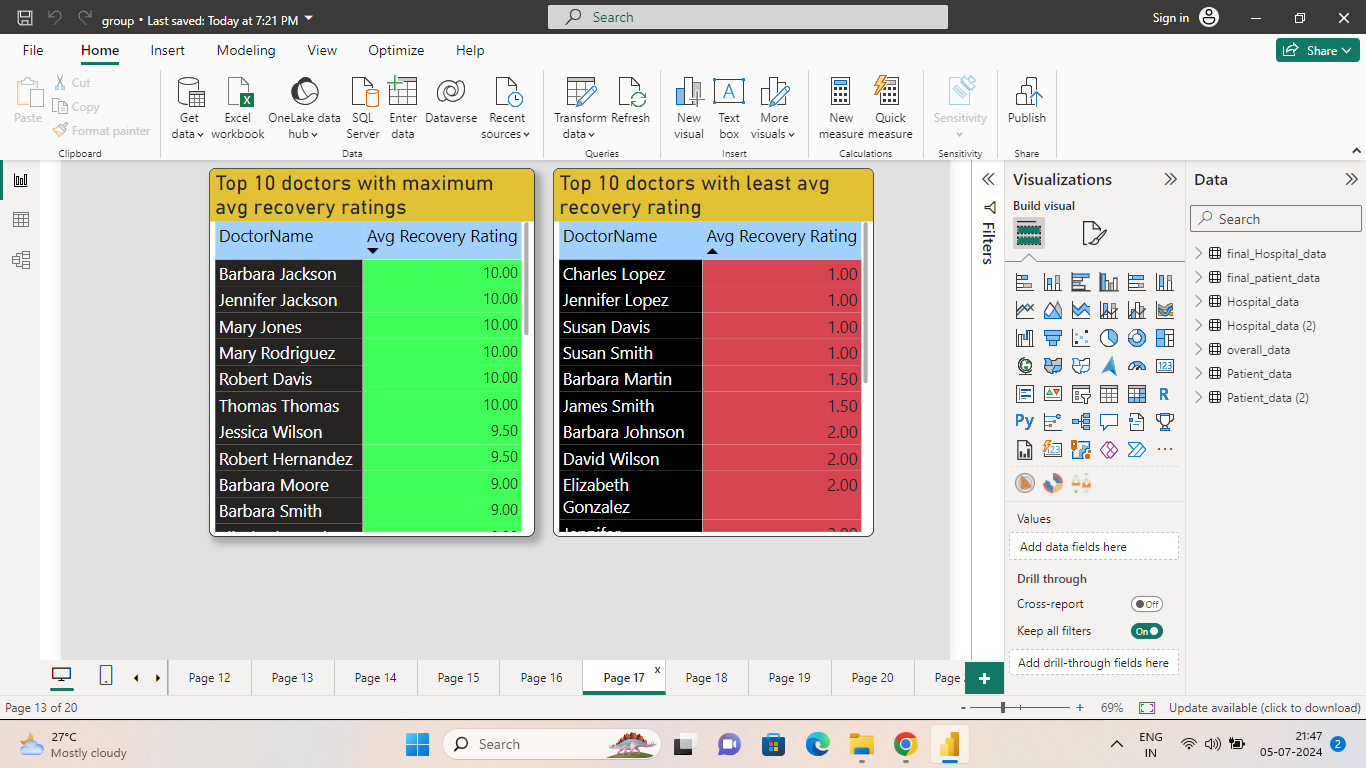 group • Last saved: Today at 7:21 PM
Search
Sign in
File
Home
Insert
Modeling
View
Optimize
Help
Share
Paste
Cut
Copy
Format painter
Clipboard
Get data
Excel workbook
OneLake data hub
SQL Server
Enter data
Dataverse
Recent sources
Data
Transform data
Refresh
Queries
New visual
Text box
More visuals
Insert
New measure
Quick measure
Calculations
Sensitivity
Sensitivity
Publish
Share
Top 10 doctors with maximum
avg recovery ratings
DoctorName Avg Recovery Rating
Barbara Jackson 10.00
Jennifer Jackson 10.00
Mary Jones 10.00
Mary Rodriguez 10.00
Robert Davis 10.00
Thomas Thomas 10.00
Jessica Wilson 9.50
Robert Hernandez 9.50
Barbara Moore 9.00
Barbara Smith 9.00
Top 10 doctors with least avg
recovery rating
DoctorName Avg Recovery Rating
Charles Lopez 1.00
Jennifer Lopez 1.00
Susan Davis 1.00
Susan Smith 1.00
Barbara Martin 1.50
James Smith 1.50
Barbara Johnson 2.00
David Wilson 2.00
Elizabeth 2.00
Gonzalez
Filters
Visualizations
Build visual
123
R
Py
123
Values
Add data fields here
Drill through
Cross-report Off
Keep all filters On
Add drill-through fields here
Data
Search
final_Hospital_data
final_patient_data
Hospital_data
Hospital_data (2)
overall_data
Patient_data
Patient_data (2)
Page 12
Page 13
Page 14
Page 15
Page 16
Page 17 x
Page 18
Page 19
Page 20
Page
+
Page 13 of 20
- + 69%
Update available (click to download)
27°C
Mostly cloudy
Search
ENG
IN
21:47
05-07-2024
2